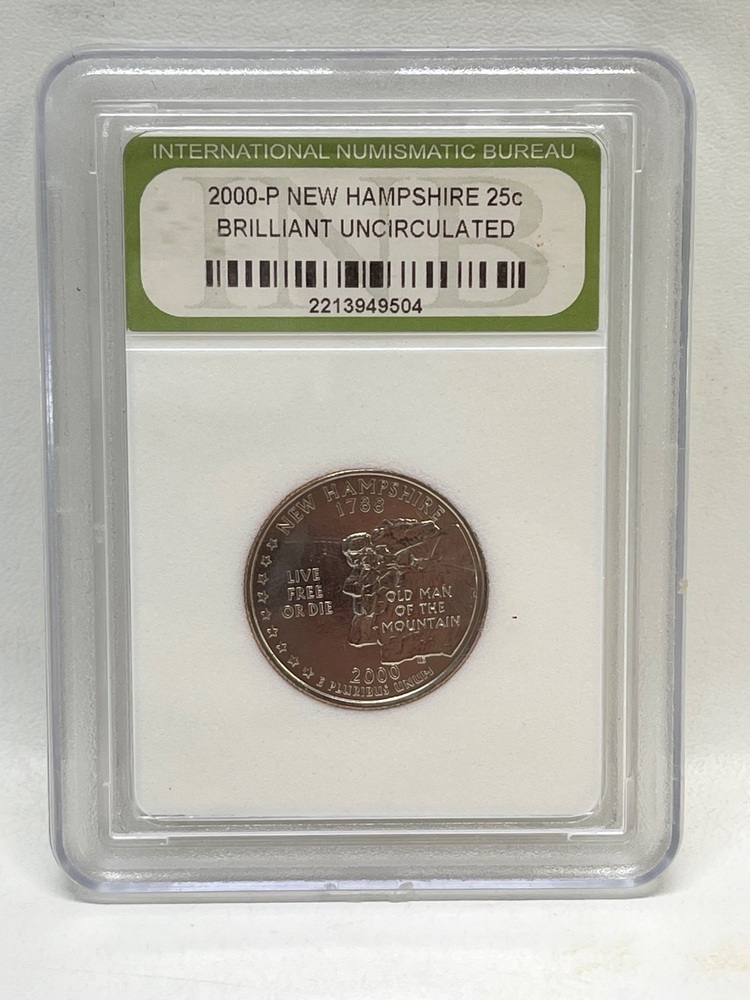 INTERNATIONAL NUMISMATIC BUREAU
INB
2000-P NEW HAMPSHIRE 25c
BRILLIANT UNCIRCULATED
2213949504
NEW HAMPSHIRE
1788
LIVE
FREE
OR DIE
OLD MAN
OF THE
MOUNTAIN
2000
E PLURIBUS UNUM